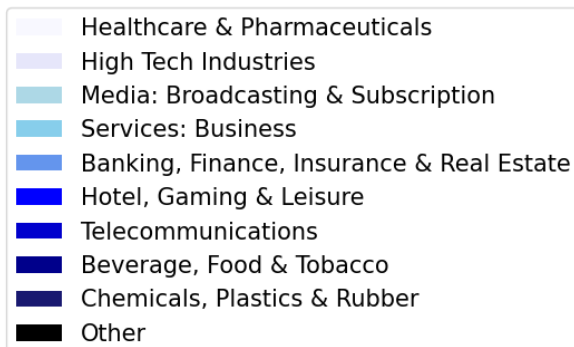 Healthcare & Pharmaceuticals
High Tech Industries
Media: Broadcasting & Subscription
Services: Business
Banking, Finance, Insurance & Real Estate
Hotel, Gaming & Leisure
Telecommunications
Beverage, Food & Tobacco
Chemicals, Plastics & Rubber
Other